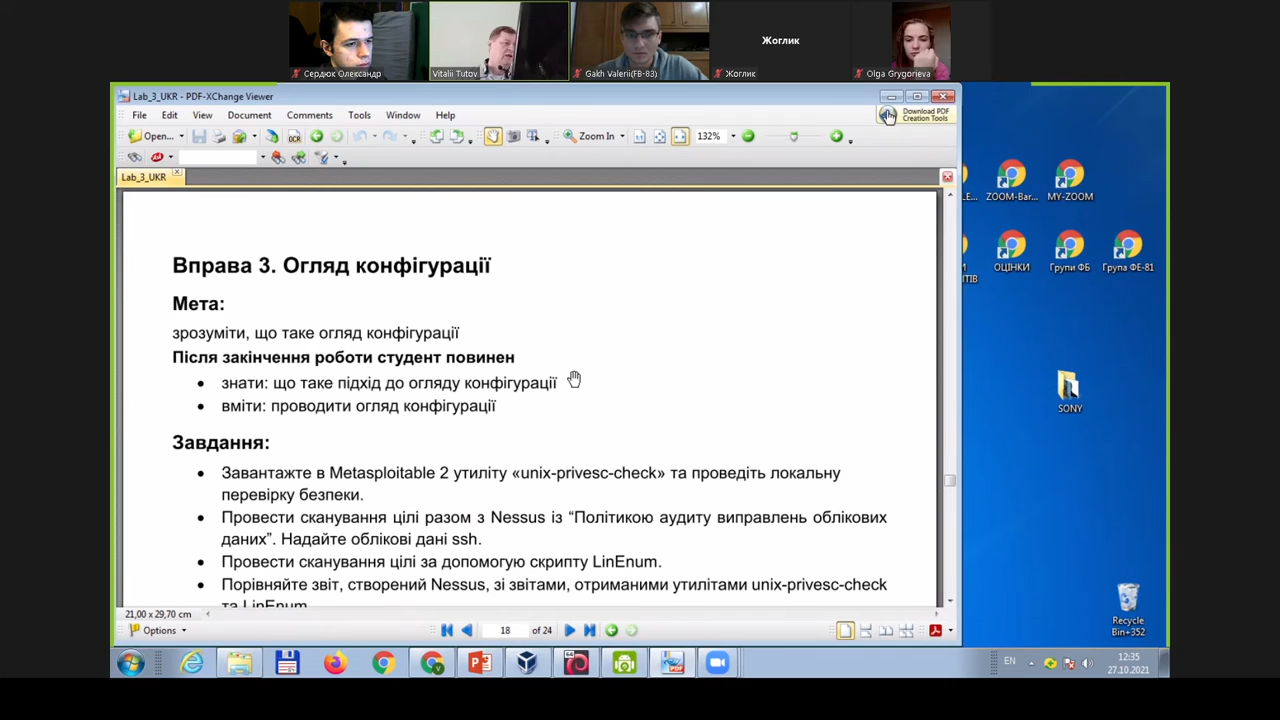 Сердюк Олександр
Vitalii Tutov
Gakh Valerii(FB-83)
Жоглик
Жоглик
Olga Grygorieva
Lab_3_UKR - PDF-XChange Viewer
File Edit View Document Comments Tools Window Help
Download PDF
Creation Tools
Open...
OCR
Zoom In
132%
Lab_3_UKR
Вправа 3. Огляд конфігурації
Мета:
зрозуміти, що таке огляд конфігурації
Після закінчення роботи студент повинен
• знати: що таке підхід до огляду конфігурації
• вміти: проводити огляд конфігурації
Завдання:
• Завантажте в Metasploitable 2 утиліту «unix-privesc-check» та проведіть локальну
перевірку безпеки.
• Провести сканування цілі разом з Nessus із “Політикою аудиту виправлень облікових
даних”. Надайте облікові дані ssh.
• Провести сканування цілі за допомогую скрипту LinEnum.
• Порівняйте звіт, створений Nessus, зі звітами, отриманими утилітами unix-privesc-check
та LinEnum
21,00 x 29,70 cm
Options
18 of 24
ZOOM-Bar...
MY-ZOOM
ОЦІНКИ
Групи ФБ
Група ФЕ-81
SONY
Recycle
Bin+352
EN
12:35
27.10.2021